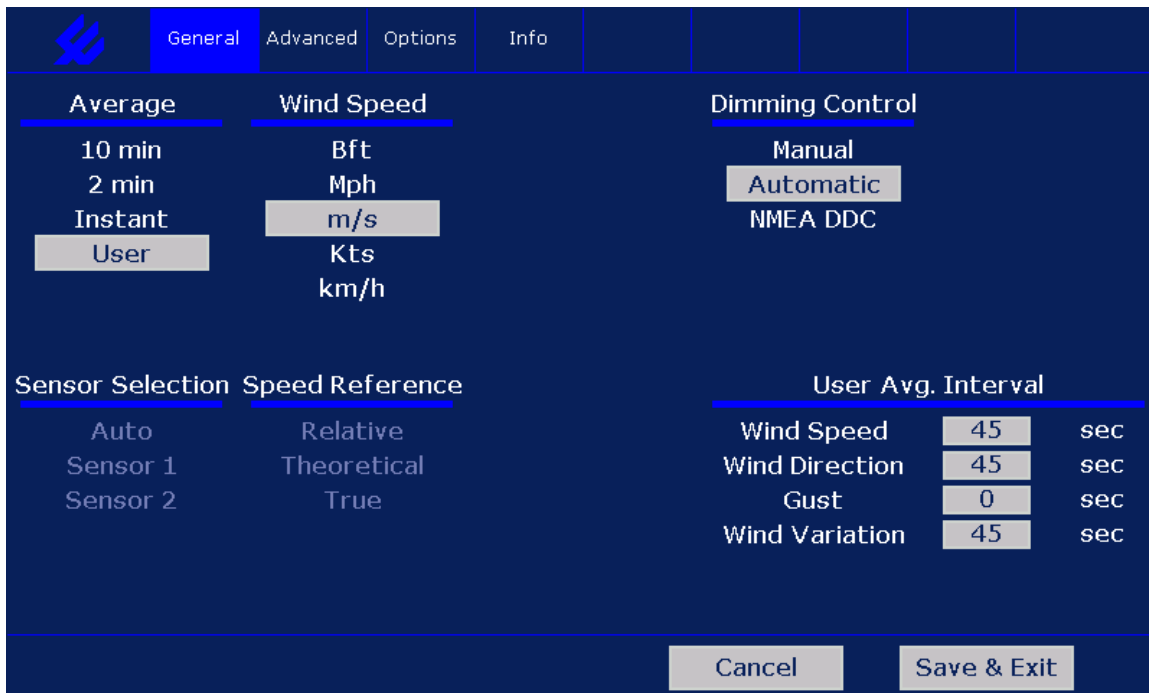 General Advanced Options Info
Average Wind Speed Dimming Control
10 min Bft Manual
2 min Mph Automatic
Instant m/s NMEA DDC
User Kts
km/h
Sensor Selection Speed Reference User Avg. Interval
Auto Relative Wind Speed 45 sec
Sensor 1 Theoretical Wind Direction 45 sec
Sensor 2 True Gust 0 sec
Wind Variation 45 sec
Cancel Save & Exit